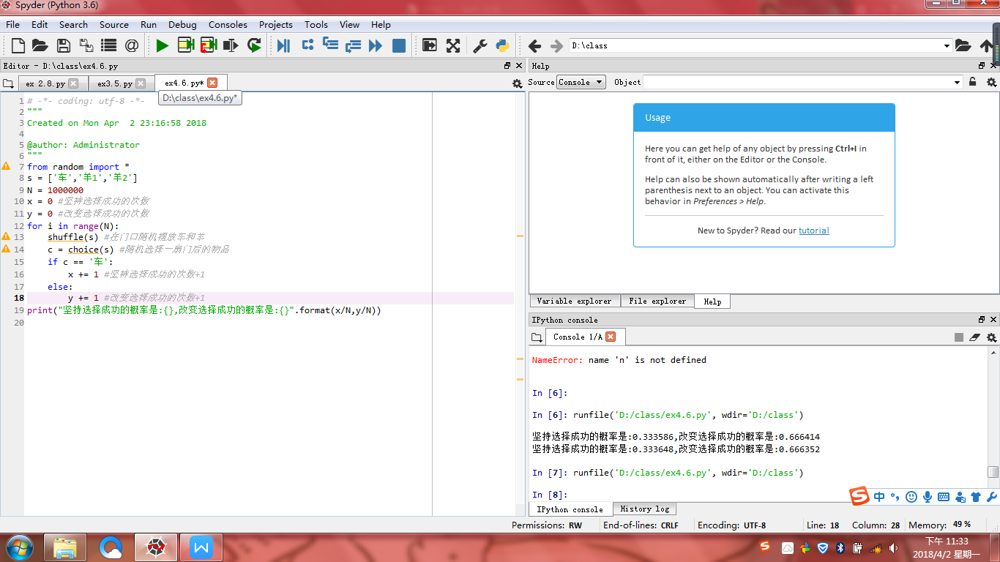 Spyder (Python 3.6)
File Edit Search Source Run Debug Consoles Projects Tools View Help
D:\class
Editor - D:\class\ex4.6.py
ex 2.8.py ex3.5.py ex4.6.py*
D:\class\ex4.6.py*
1 # -*- coding: utf-8 -*-
2 """
3 Created on Mon Apr  2 23:16:58 2018
4
5 @author: Administrator
6 """
7 from random import *
8 s = ['车','羊1','羊2']
9 N = 1000000
10 x = 0 #坚持选择成功的次数
11 y = 0 #改变选择成功的次数
12 for i in range(N):
13     shuffle(s) #在门口随机摆放车和羊
14     c = choice(s) #随机选择一扇门后的物品
15     if c == '车':
16         x += 1 #坚持选择成功的次数+1
17     else:
18         y += 1 #改变选择成功的次数+1
19 print("坚持选择成功的概率是:{},改变选择成功的概率是:{}".format(x/N,y/N))
20
Help
Source Console Object
Usage
Here you can get help of any object by pressing Ctrl+I in
front of it, either on the Editor or the Console.
Help can also be shown automatically after writing a left
parenthesis next to an object. You can activate this
behavior in Preferences > Help.
New to Spyder? Read our tutorial
Variable explorer File explorer Help
IPython console
Console 1/A
NameError: name 'n' is not defined
In [6]:
In [6]: runfile('D:/class/ex4.6.py', wdir='D:/class')
坚持选择成功的概率是:0.333586,改变选择成功的概率是:0.666414
坚持选择成功的概率是:0.333648,改变选择成功的概率是:0.666352
In [7]: runfile('D:/class/ex4.6.py', wdir='D:/class')
In [8]:
中
IPython console History log
Permissions: RW End-of-lines: CRLF Encoding: UTF-8 Line: 18 Column: 28 Memory: 49 %
下午 11:33
2018/4/2 星期一